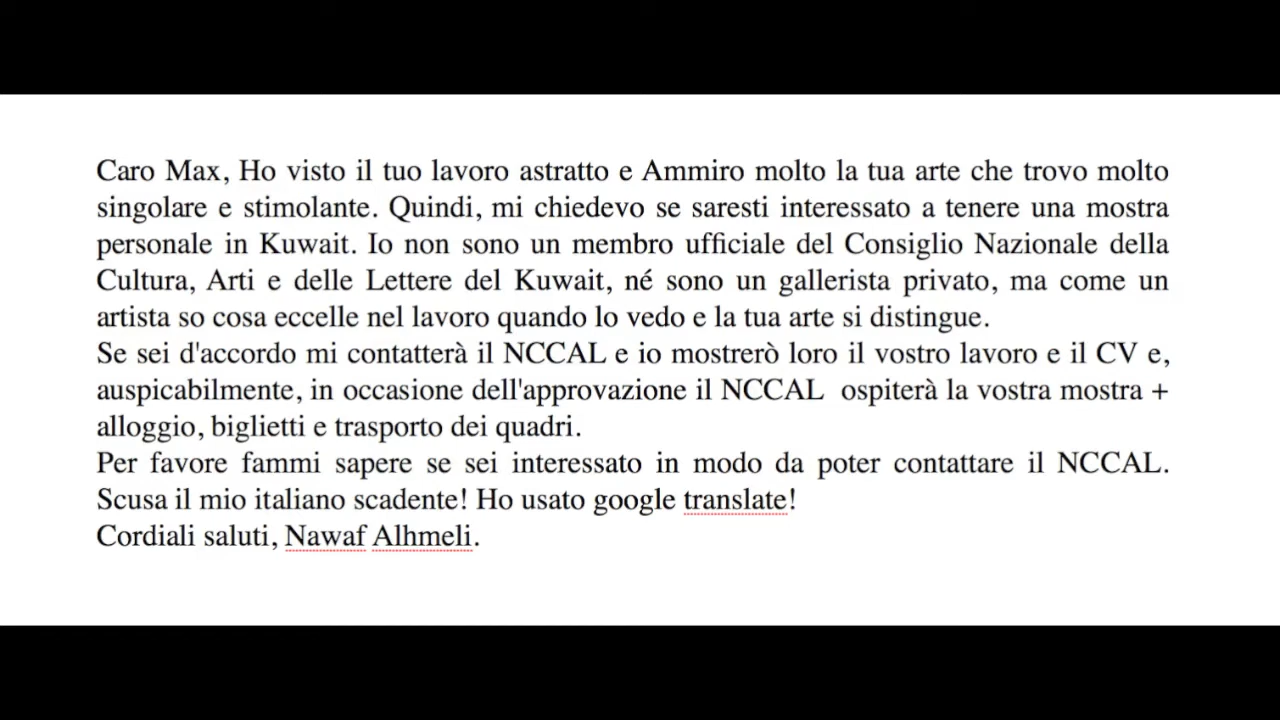 Caro Max, Ho visto il tuo lavoro astratto e Ammiro molto la tua arte che trovo molto
singolare e stimolante. Quindi, mi chiedevo se saresti interessato a tenere una mostra
personale in Kuwait. Io non sono un membro ufficiale del Consiglio Nazionale della
Cultura, Arti e delle Lettere del Kuwait, né sono un gallerista privato, ma come un
artista so cosa eccelle nel lavoro quando lo vedo e la tua arte si distingue.
Se sei d'accordo mi contatterà il NCCAL e io mostrerò loro il vostro lavoro e il CV e,
auspicabilmente, in occasione dell'approvazione il NCCAL  ospiterà la vostra mostra +
alloggio, biglietti e trasporto dei quadri.
Per favore fammi sapere se sei interessato in modo da poter contattare il NCCAL.
Scusa il mio italiano scadente! Ho usato google translate!
Cordiali saluti, Nawaf Alhmeli.